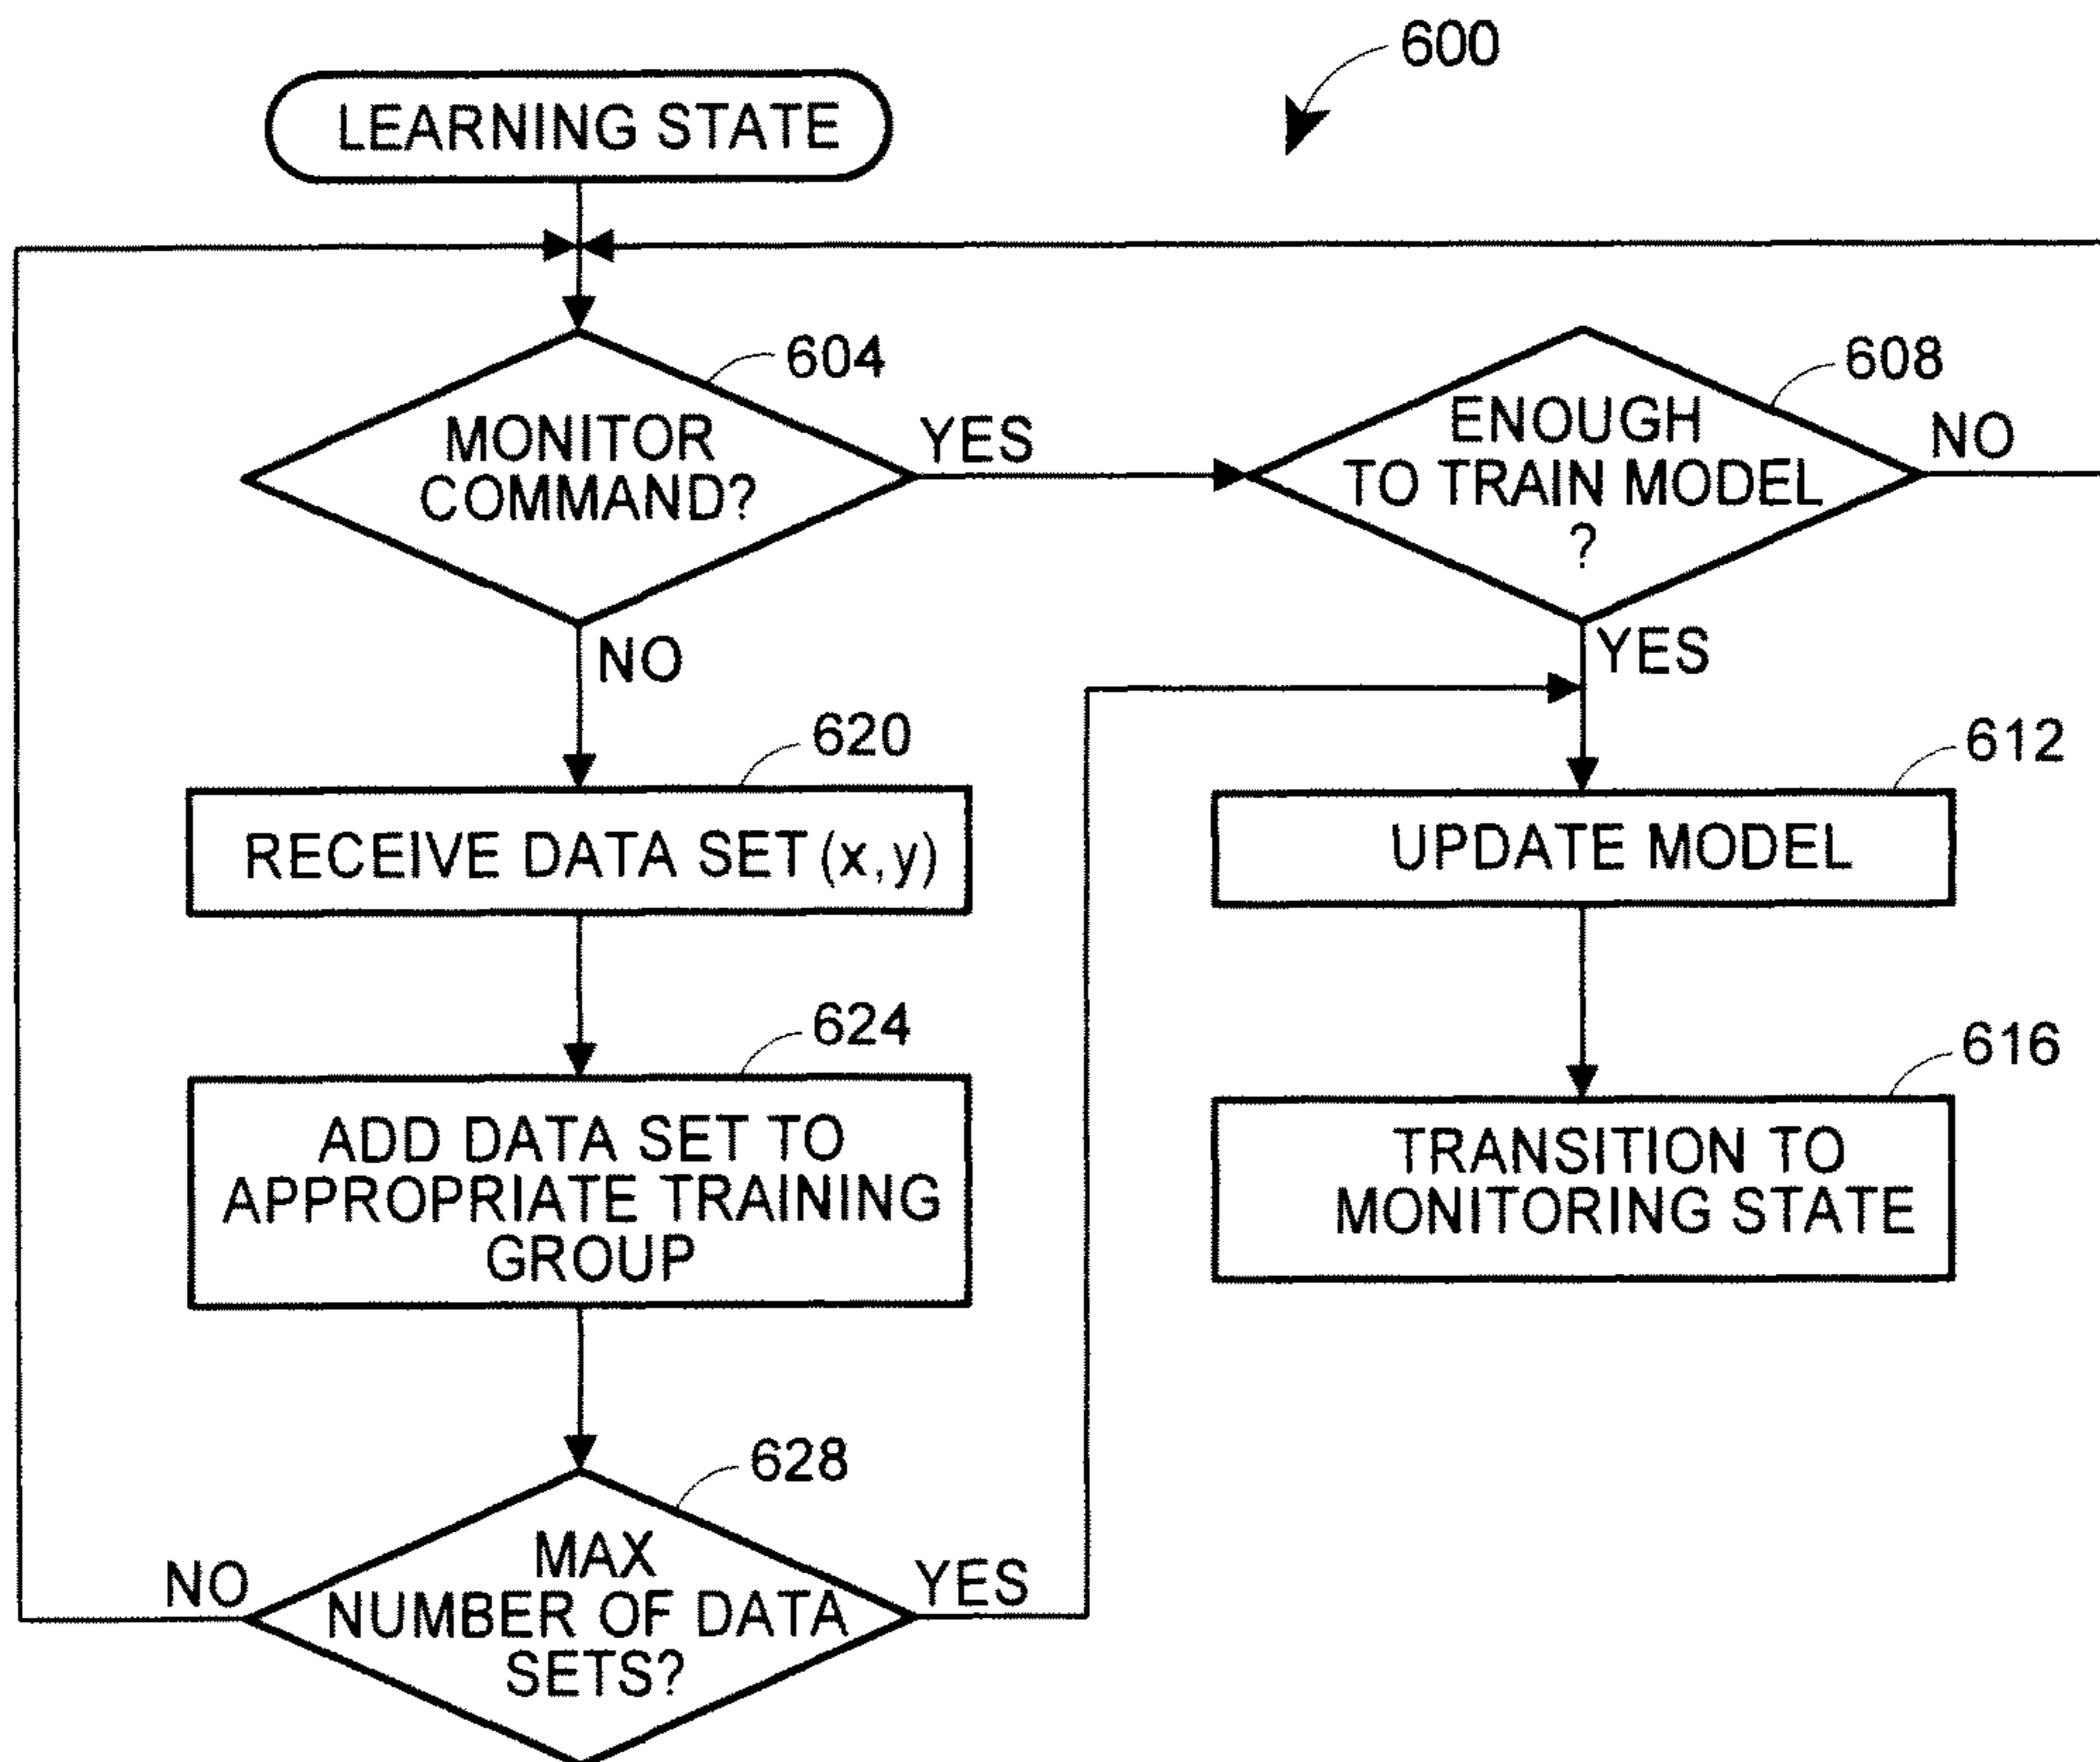 600
LEARNING STATE
604
MONITOR
COMMAND?
YES
NO
608
ENOUGH
TO TRAIN MODEL
?
NO
YES
620
RECEIVE DATA SET (x,y)
612
UPDATE MODEL
624
ADD DATA SET TO
APPROPRIATE TRAINING
GROUP
616
TRANSITION TO
MONITORING STATE
628
MAX
NUMBER OF DATA
SETS?
NO
YES